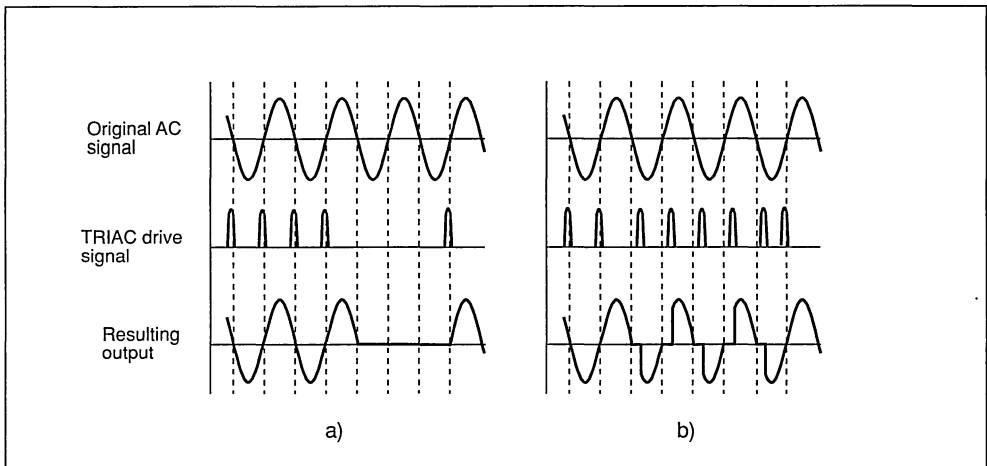 Original AC
signal
TRIAC drive
signal
Resulting
output
a)
b)